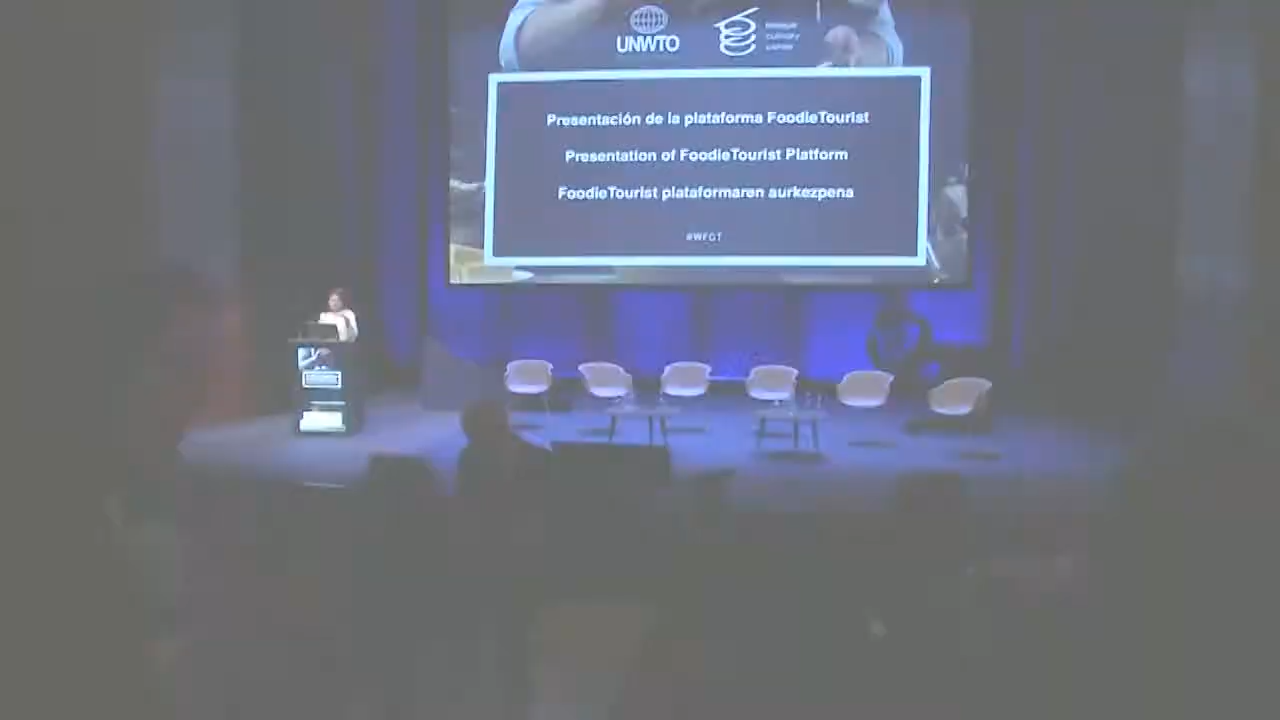 UNWTO
Presentación de la plataforma FoodieTourist
Presentation of FoodieTourist Platform
FoodieTourist plataformaren aurkezpena
#WFGT